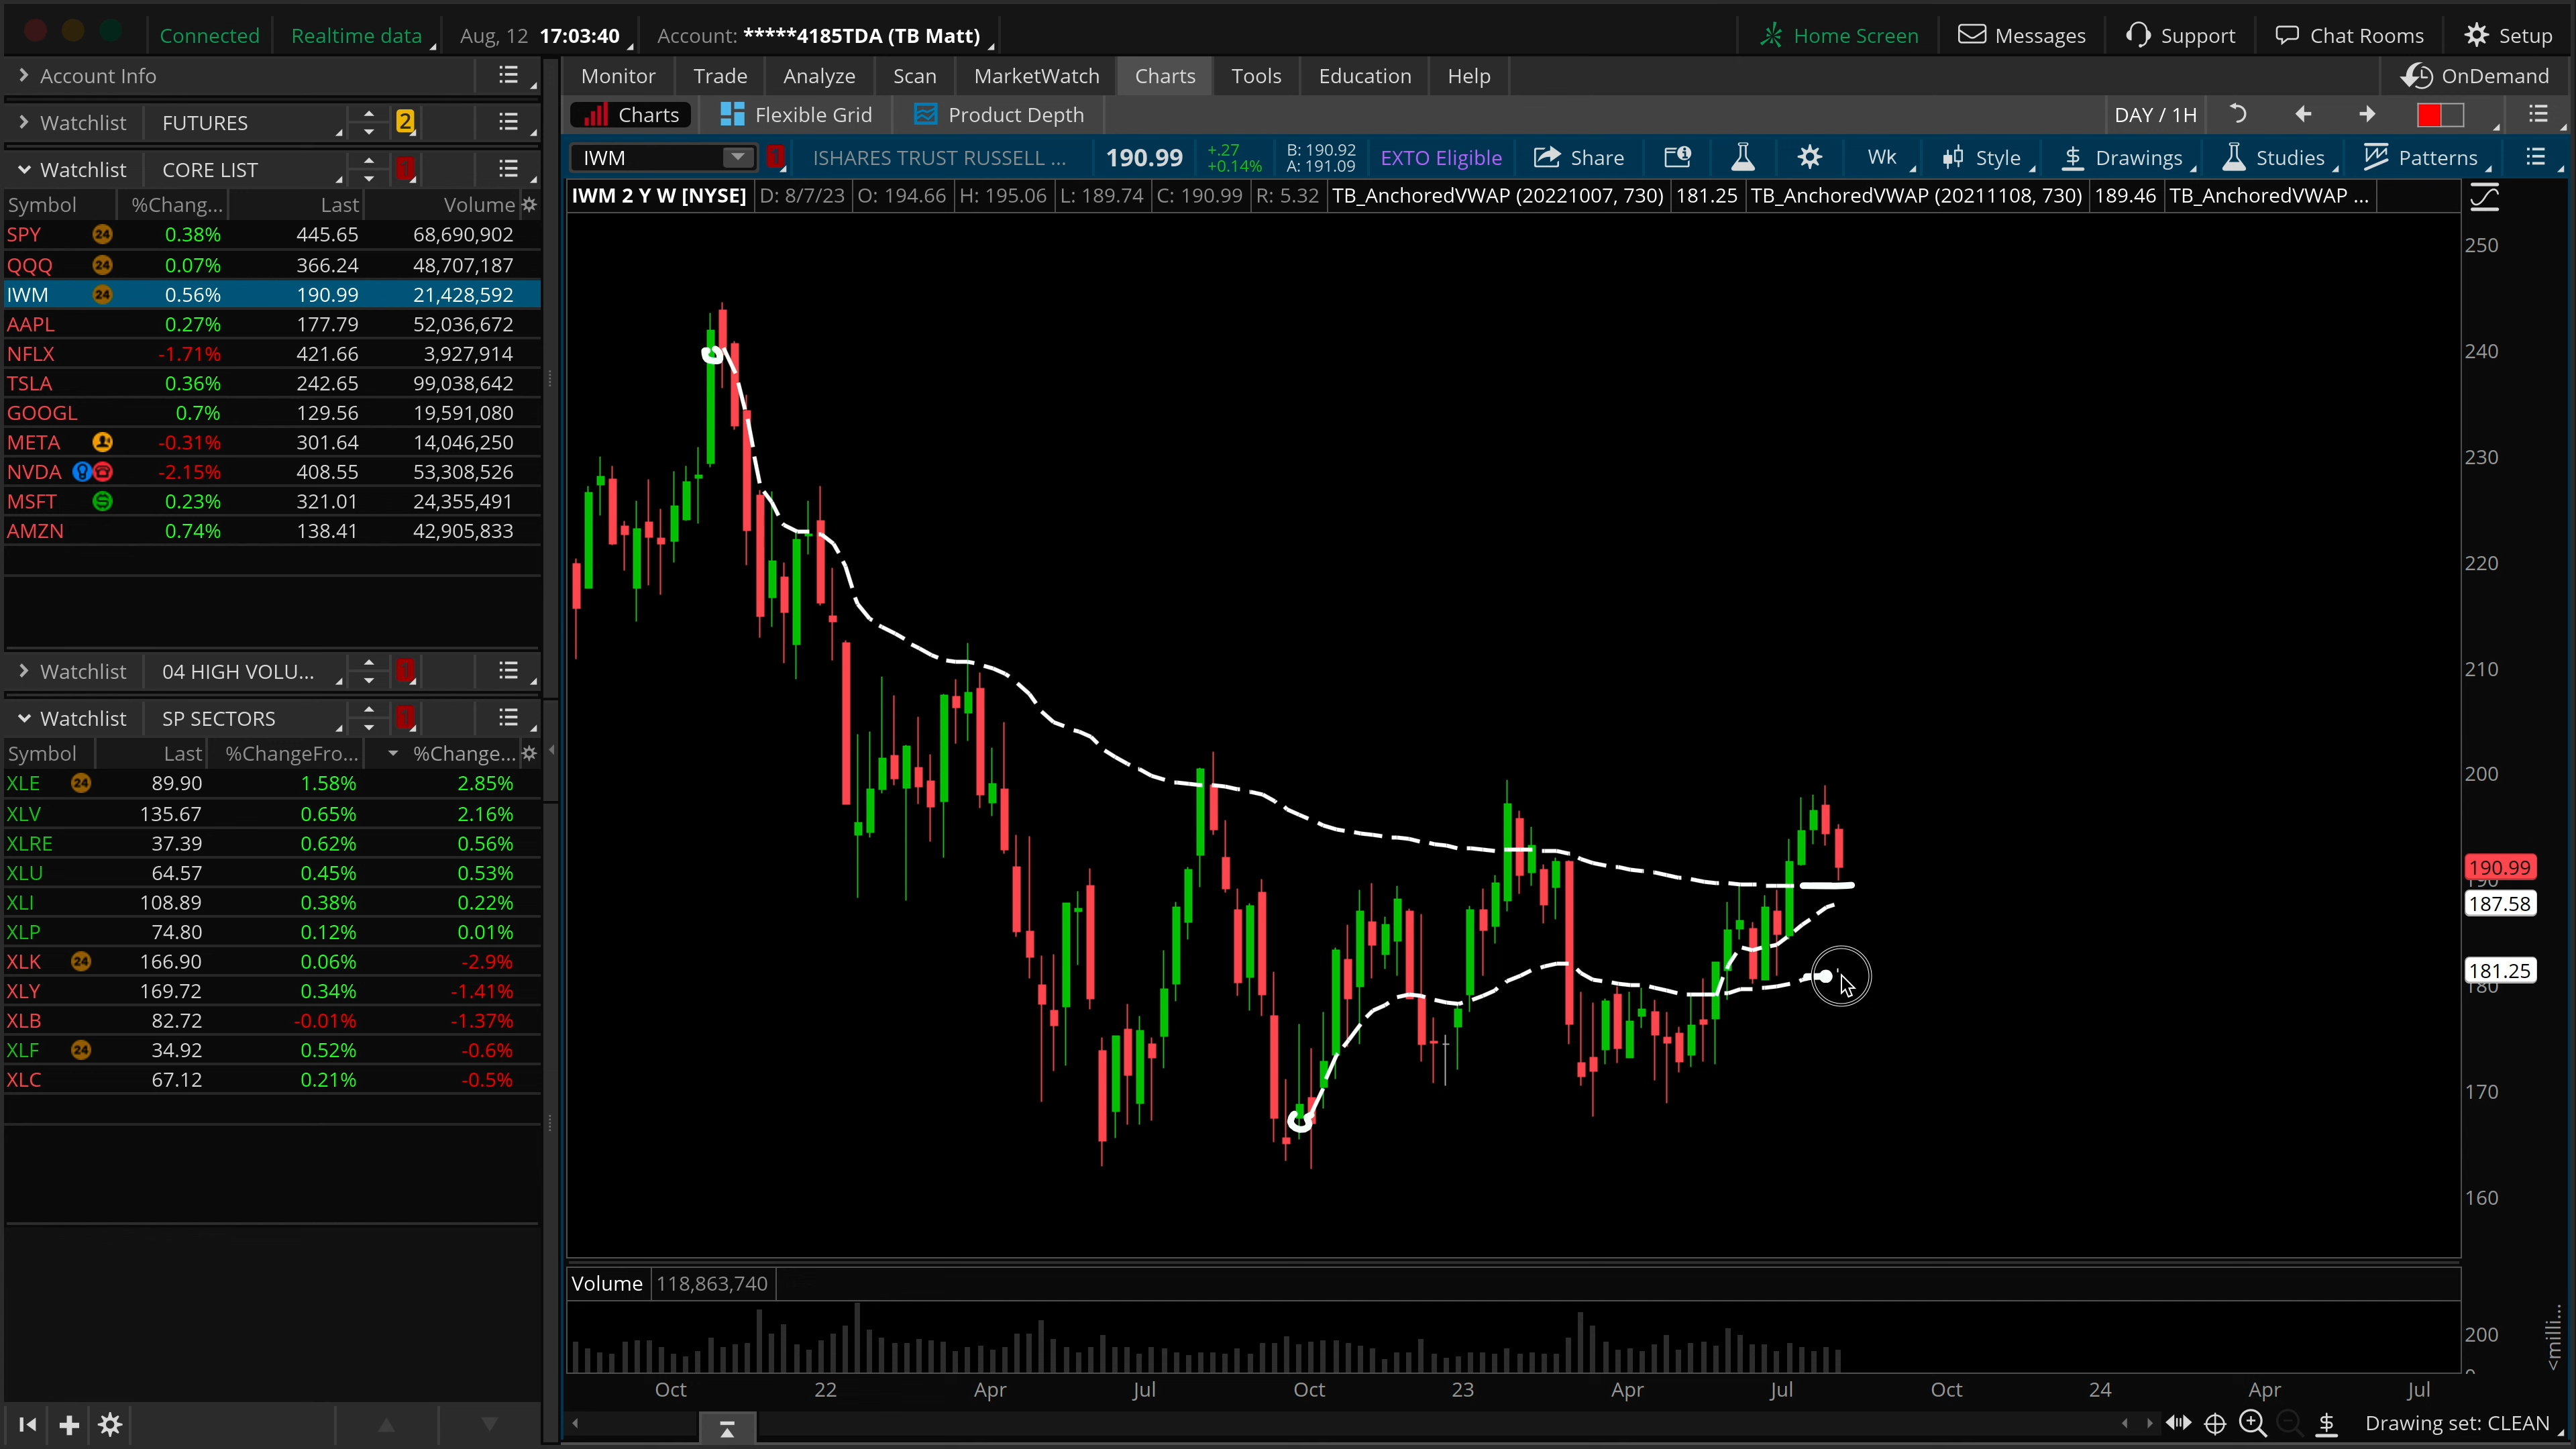 Connected Realtime data Aug, 12 17:03:40 Account: *****4185TDA (TB Matt) Home Screen Messages Support Chat Rooms Setup
Account Info
Monitor Trade Analyze Scan MarketWatch Charts Tools Education Help OnDemand
Watchlist FUTURES 2
Charts Flexible Grid Product Depth DAY / 1H
Watchlist CORE LIST 1
IWM 1 ISHARES TRUST RUSSELL ... 190.99 +.27 +0.14% B: 190.92 A: 191.09 EXTO Eligible Share Wk Style Drawings Studies Patterns
IWM 2 Y W [NYSE] D: 8/7/23 O: 194.66 H: 195.06 L: 189.74 C: 190.99 R: 5.32 TB_AnchoredVWAP (20221007, 730) 181.25 TB_AnchoredVWAP (20211108, 730) 189.46 TB_AnchoredVWAP ...
Symbol %Chang... Last Volume
SPY 24 0.38% 445.65 68,690,902
QQQ 24 0.07% 366.24 48,707,187
IWM 24 0.56% 190.99 21,428,592
AAPL 0.27% 177.79 52,036,672
NFLX -1.71% 421.66 3,927,914
TSLA 0.36% 242.65 99,038,642
GOOGL 0.7% 129.56 19,591,080
META -0.31% 301.64 14,046,250
NVDA -2.15% 408.55 53,308,526
MSFT 0.23% 321.01 24,355,491
AMZN 0.74% 138.41 42,905,833
Watchlist 04 HIGH VOLU... 1
Watchlist SP SECTORS 1
Symbol Last %ChangeFro... %Change...
XLE 24 89.90 1.58% 2.85%
XLV 135.67 0.65% 2.16%
XLRE 37.39 0.62% 0.56%
XLU 64.57 0.45% 0.53%
XLI 108.89 0.38% 0.22%
XLP 74.80 0.12% 0.01%
XLK 24 166.90 0.06% -2.9%
XLY 169.72 0.34% -1.41%
XLB 82.72 -0.01% -1.37%
XLF 24 34.92 0.52% -0.6%
XLC 67.12 0.21% -0.5%
250
240
230
220
210
200
190.99
190
187.58
181.25
180
170
160
Volume 118,863,740
200
0
<milli...
Oct 22 Apr Jul Oct 23 Apr Jul Oct 24 Apr Jul
Drawing set: CLEAN